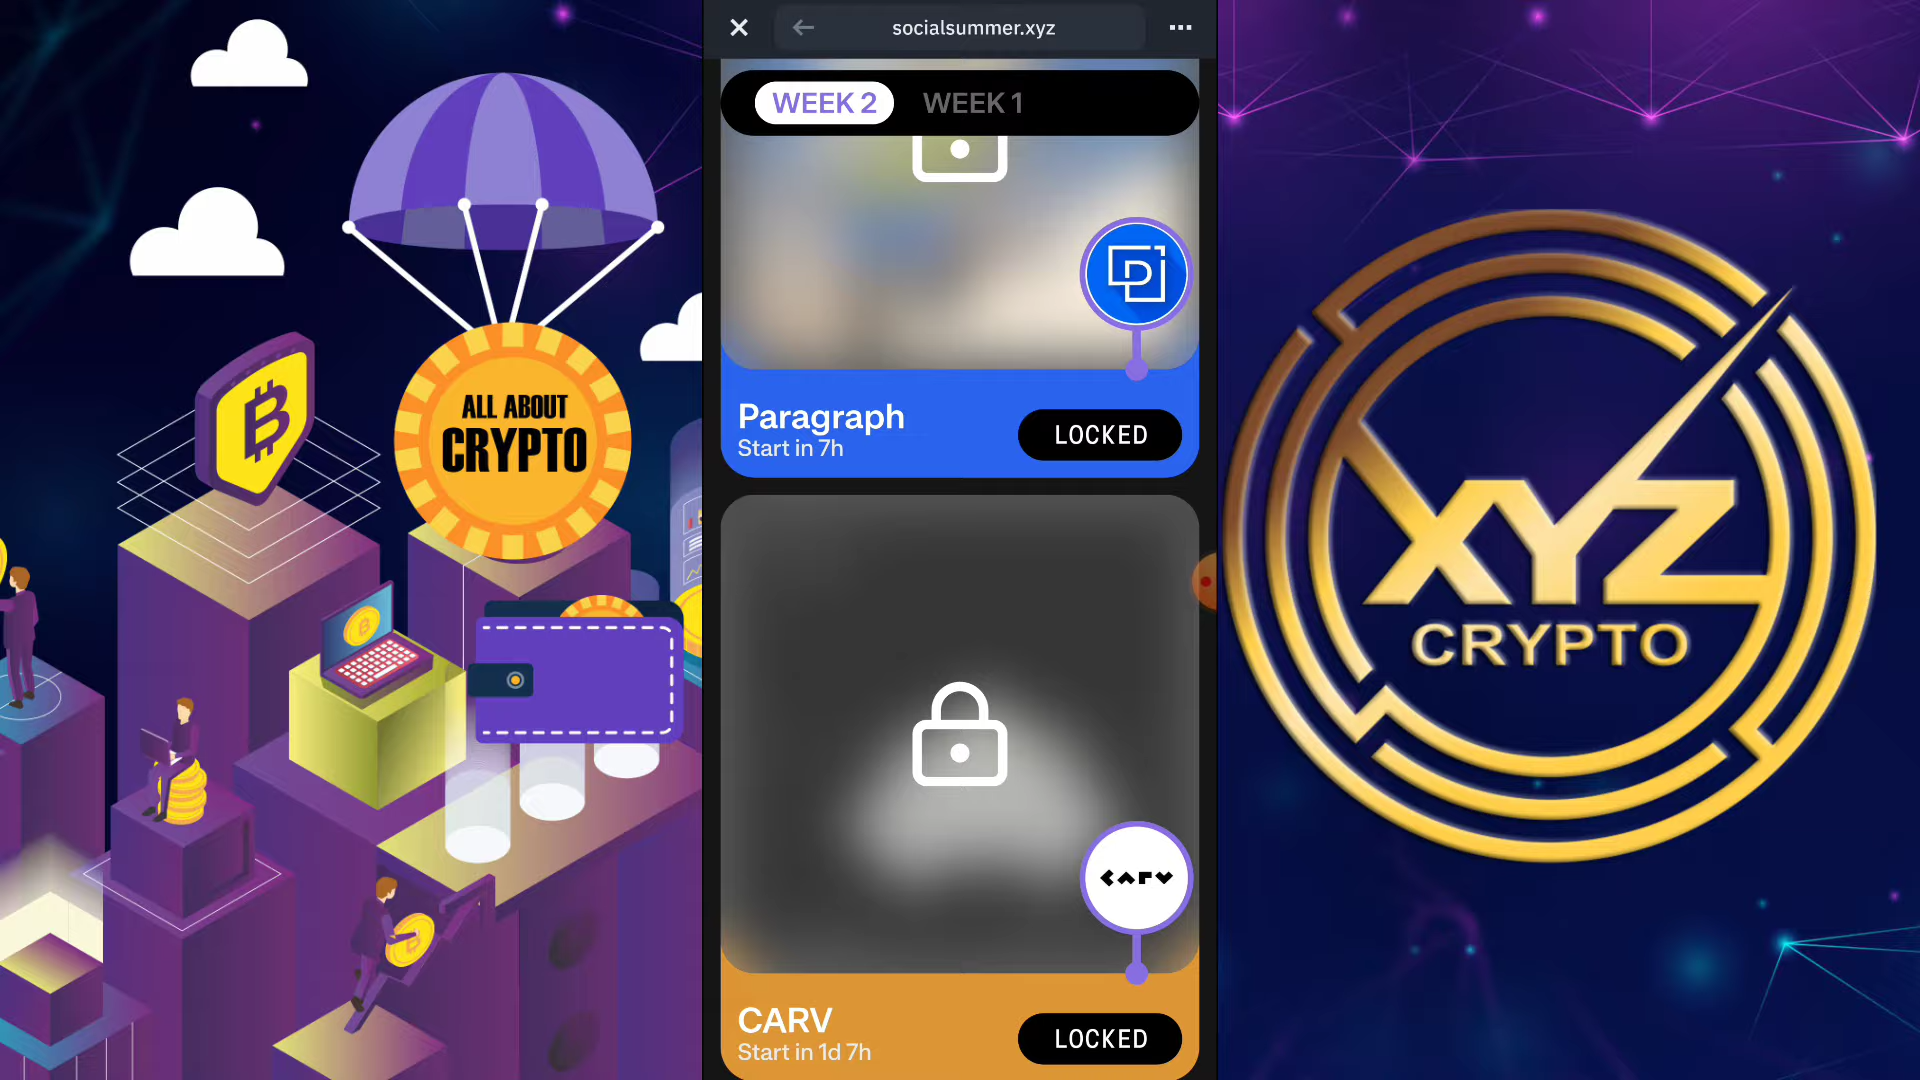 ALL ABOUT
CRYPTO
socialsummer.xyz
WEEK 2 WEEK 1
Paragraph
Start in 7h
LOCKED
CARV
CARV
Start in 1d 7h
LOCKED
XYZ
CRYPTO